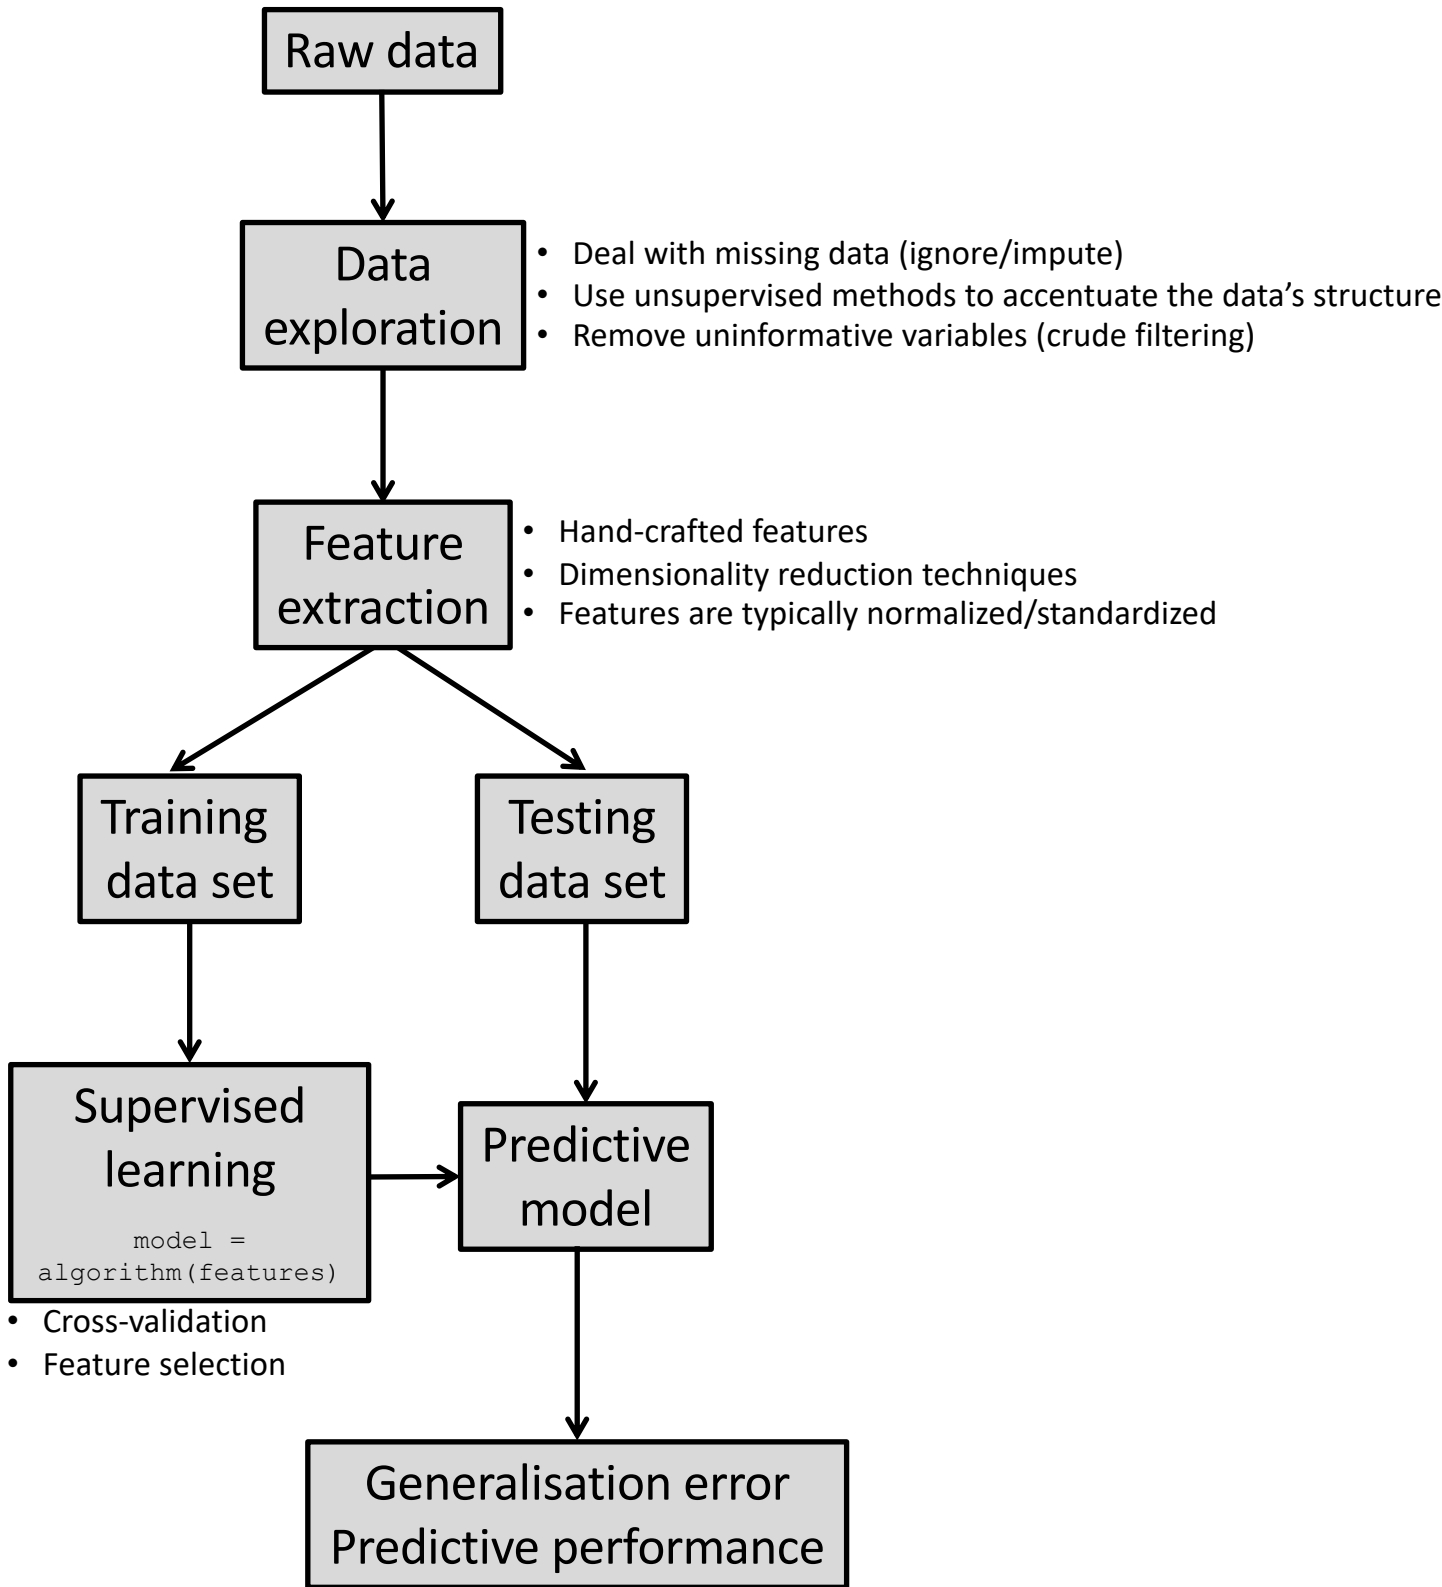 Raw data
Data
exploration
• Deal with missing data (ignore/impute)
• Use unsupervised methods to accentuate the data’s structure
• Remove uninformative variables (crude filtering)
Feature
extraction
• Hand-crafted features
• Dimensionality reduction techniques
• Features are typically normalized/standardized
Training
data set
Testing
data set
Supervised
learning
model =
algorithm(features)
• Cross-validation
• Feature selection
Predictive
model
Generalisation error
Predictive performance